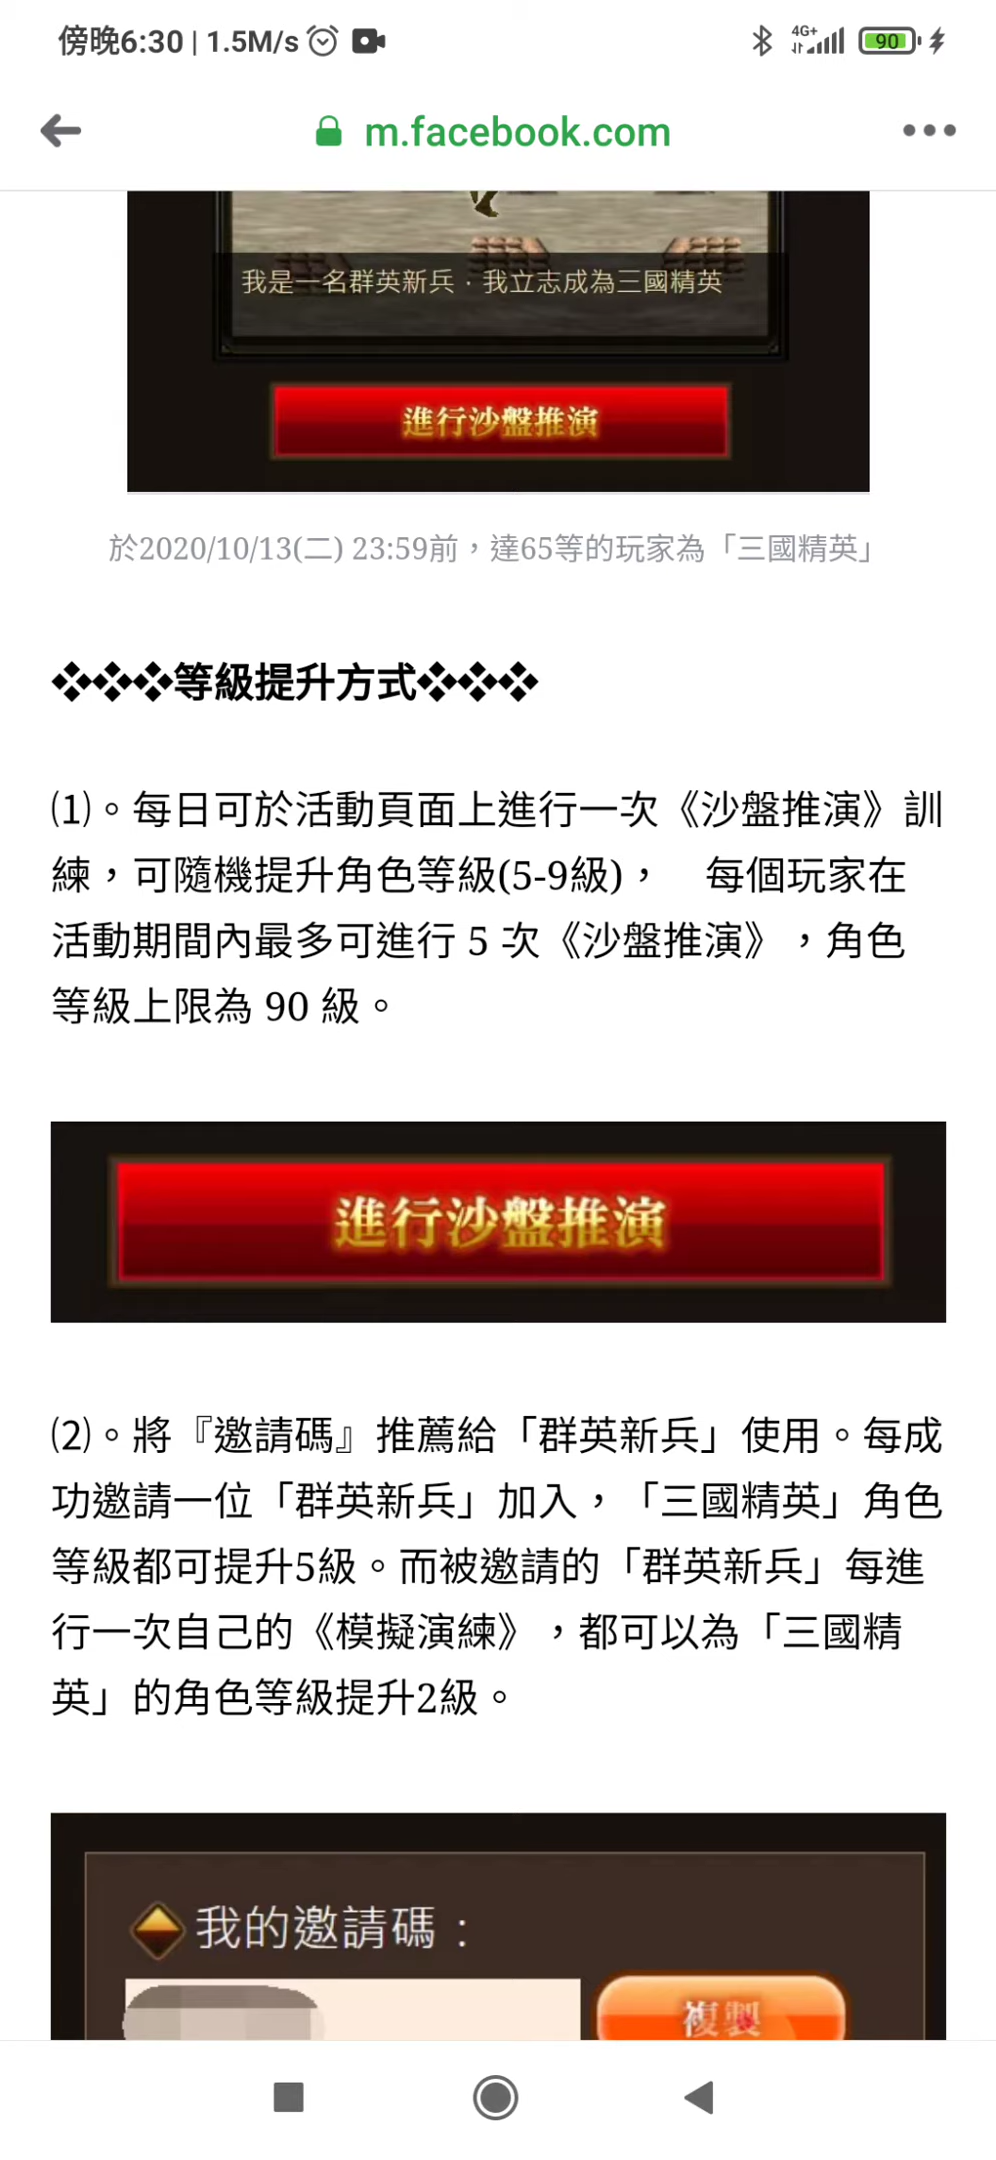 傍晚6:30 | 1.5M/s
4G+
90
m.facebook.com
我是一名群英新兵．我立志成為三國精英
進行沙盤推演
於2020/10/13(二) 23:59前，達65等的玩家為「三國精英」
❖❖❖等級提升方式❖❖❖
⑴。每日可於活動頁面上進行一次《沙盤推演》訓
練，可隨機提升角色等級(5-9級)，　每個玩家在
活動期間內最多可進行 5 次《沙盤推演》，角色
等級上限為 90 級。
進行沙盤推演
⑵。將『邀請碼』推薦給「群英新兵」使用。每成
功邀請一位「群英新兵」加入，「三國精英」角色
等級都可提升5級。而被邀請的「群英新兵」每進
行一次自己的《模擬演練》，都可以為「三國精
英」的角色等級提升2級。
我的邀請碼：
複製